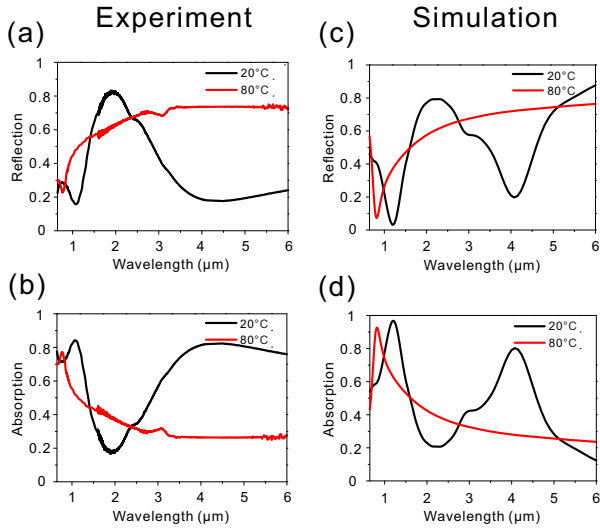 Experiment
Simulation
(a)
20°C
80°C
Reflection
1
0.8
0.6
0.4
0.2
0
1 2 3 4 5 6
Wavelength (μm)
(c)
20°C
80°C
Reflection
1
0.8
0.6
0.4
0.2
0
1 2 3 4 5 6
Wavelength (μm)
(b)
20°C
80°C
Absorption
1
0.8
0.6
0.4
0.2
0
1 2 3 4 5 6
Wavelength (μm)
(d)
20°C
80°C
Absorption
1
0.8
0.6
0.4
0.2
0
1 2 3 4 5 6
Wavelength (μm)